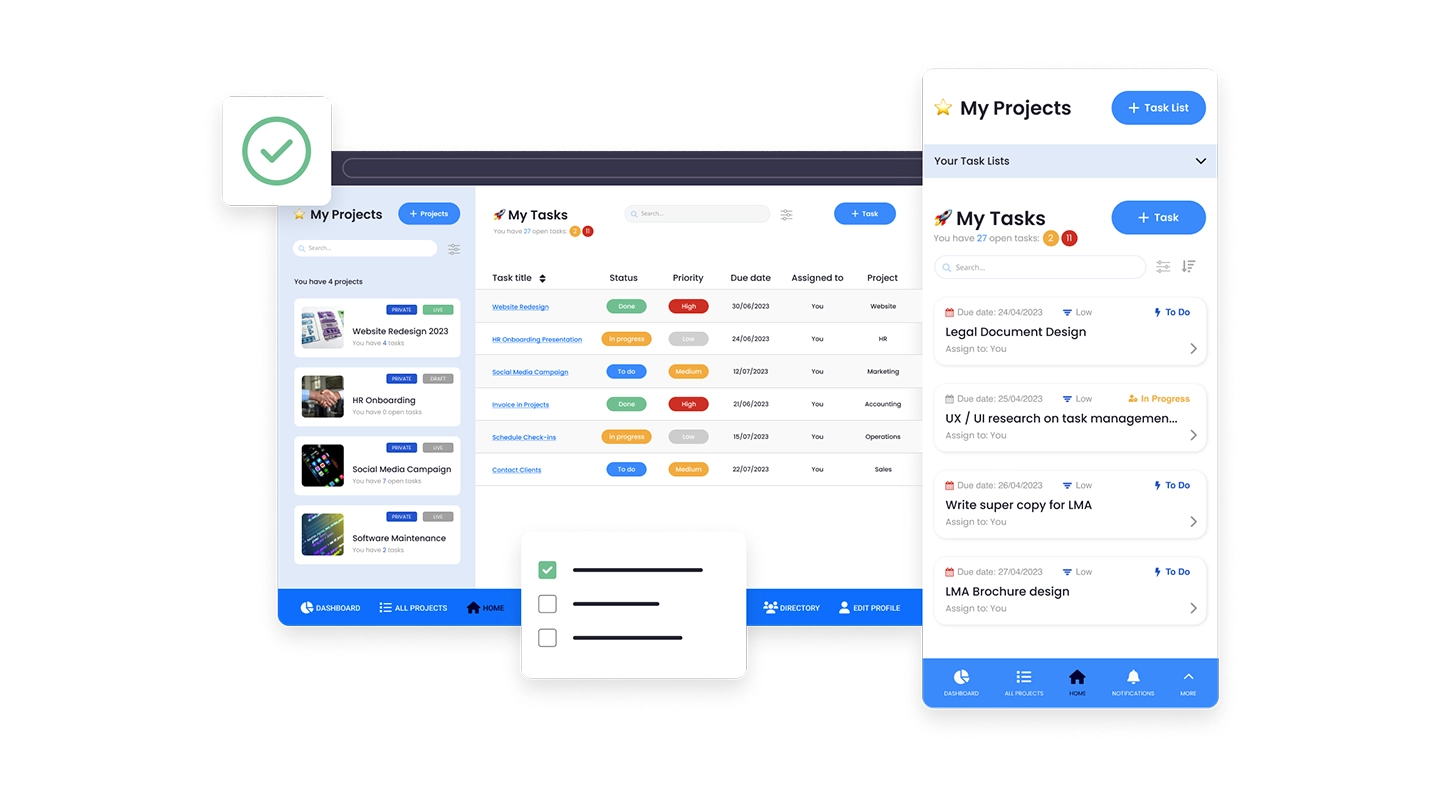 My Projects
+ Projects
Search...
You have 4 projects
PRIVATE LIVE
Website Redesign 2023
You have 4 tasks
PRIVATE DRAFT
HR Onboarding
You have 0 open tasks
PRIVATE LIVE
Social Media Campaign
You have 7 open tasks
PRIVATE LIVE
Software Maintenance
You have 2 tasks
My Tasks
You have 27 open tasks: 2 11
Search...
+ Task
Task title Status Priority Due date Assigned to Project
Website Redesign Done High 30/06/2023 You Website
HR Onboarding Presentation In progress Low 24/06/2023 You HR
Social Media Campaign To do Medium 12/07/2023 You Marketing
Invoice in Projects Done High 21/06/2023 You Accounting
Schedule Check-ins In progress Low 15/07/2023 You Operations
Contact Clients To do Medium 22/07/2023 You Sales
DASHBOARD ALL PROJECTS HOME DIRECTORY EDIT PROFILE
My Projects
+ Task List
Your Task Lists
My Tasks
+ Task
You have 27 open tasks: 2 11
Search...
Due date: 24/04/2023 Low To Do
Legal Document Design
Assign to: You
Due date: 25/04/2023 Low In Progress
UX / UI research on task managemen...
Assign to: You
Due date: 26/04/2023 Low To Do
Write super copy for LMA
Assign to: You
Due date: 27/04/2023 Low To Do
LMA Brochure design
Assign to: You
DASHBOARD ALL PROJECTS HOME NOTIFICATIONS MORE